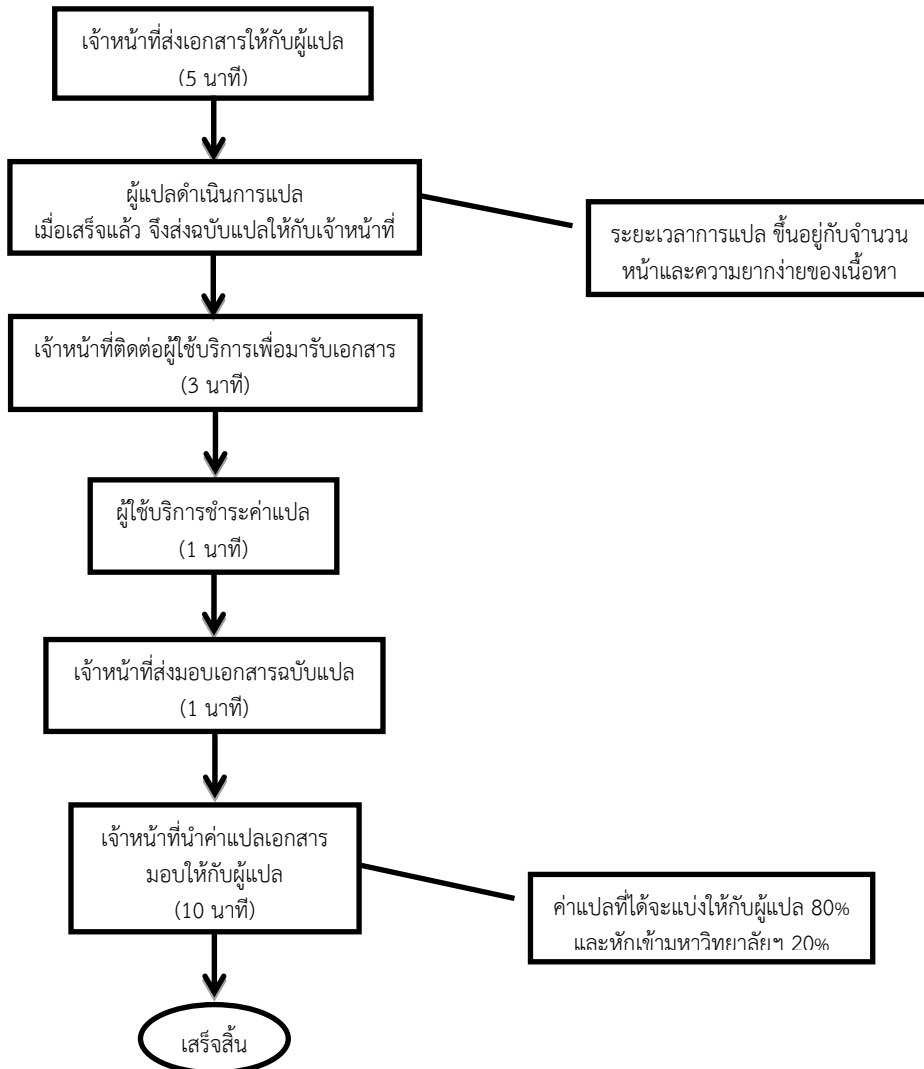 เจ้าหน้าที่ส่งเอกสารให้กับผู้แปล
(5 นาที)
ผู้แปลดำเนินการแปล
เมื่อเสร็จแล้ว จึงส่งฉบับแปลให้กับเจ้าหน้าที่
ระยะเวลาการแปล ขึ้นอยู่กับจำนวน
หน้าและความยากง่ายของเนื้อหา
เจ้าหน้าที่ติดต่อผู้ใช้บริการเพื่อมารับเอกสาร
(3 นาที)
ผู้ใช้บริการชำระค่าแปล
(1 นาที)
เจ้าหน้าที่ส่งมอบเอกสารฉบับแปล
(1 นาที)
เจ้าหน้าที่นำค่าแปลเอกสาร
มอบให้กับผู้แปล
(10 นาที)
ค่าแปลที่ได้จะแบ่งให้กับผู้แปล 80%
และหักเข้ามหาวิทยาลัยฯ 20%
เสร็จสิ้น